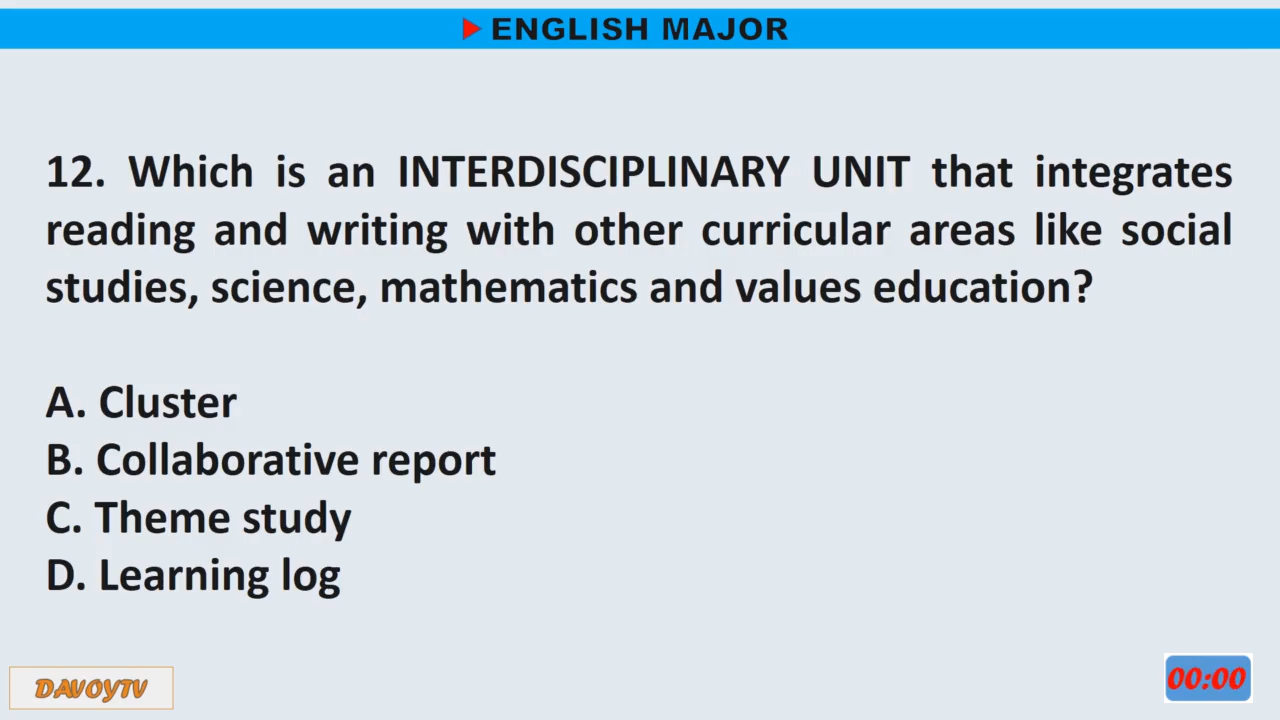 ENGLISH MAJOR
12. Which is an INTERDISCIPLINARY UNIT that integrates
reading and writing with other curricular areas like social
studies, science, mathematics and values education?
A. Cluster
B. Collaborative report
C. Theme study
D. Learning log
DAVOYTV
00:00